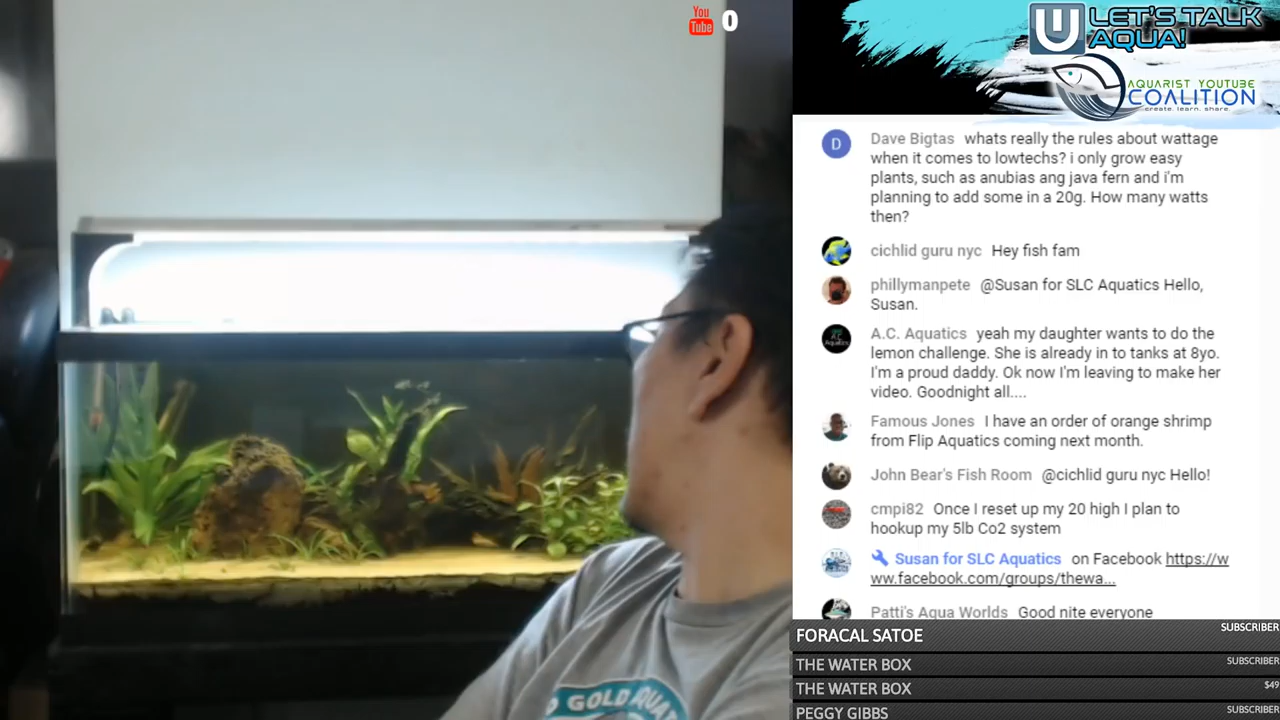 You
Tube
0
LET'S TALK
AQUA!
AQUARIST YOUTUBE
COALITION
create. learn. share.
D
Dave Bigtas whats really the rules about wattage
when it comes to lowtechs? i only grow easy
plants, such as anubias ang java fern and i'm
planning to add some in a 20g. How many watts
then?
cichlid guru nyc Hey fish fam
phillymanpete @Susan for SLC Aquatics Hello,
Susan.
A.C. Aquatics yeah my daughter wants to do the
lemon challenge. She is already in to tanks at 8yo.
I'm a proud daddy. Ok now I'm leaving to make her
video. Goodnight all....
Famous Jones I have an order of orange shrimp
from Flip Aquatics coming next month.
John Bear's Fish Room @cichlid guru nyc Hello!
cmpi82 Once I reset up my 20 high I plan to
hookup my 5lb Co2 system
Susan for SLC Aquatics on Facebook https://w
ww.facebook.com/groups/thewa...
Patti's Aqua Worlds Good nite everyone
FORACAL SATOE SUBSCRIBER
THE WATER BOX SUBSCRIBER
THE WATER BOX $49
PEGGY GIBBS SUBSCRIBER
GOLD AQUA